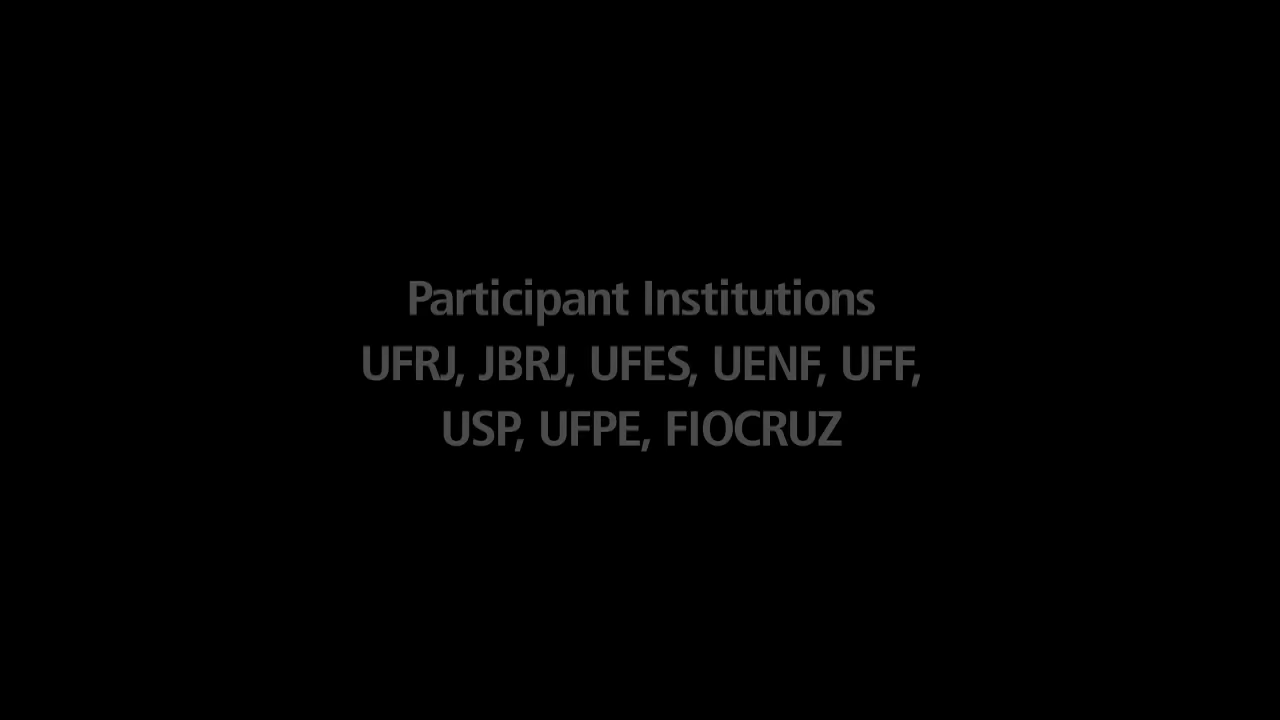 Participant Institutions
UFRJ, JBRJ, UFES, UENF, UFF,
USP, UFPE, FIOCRUZ